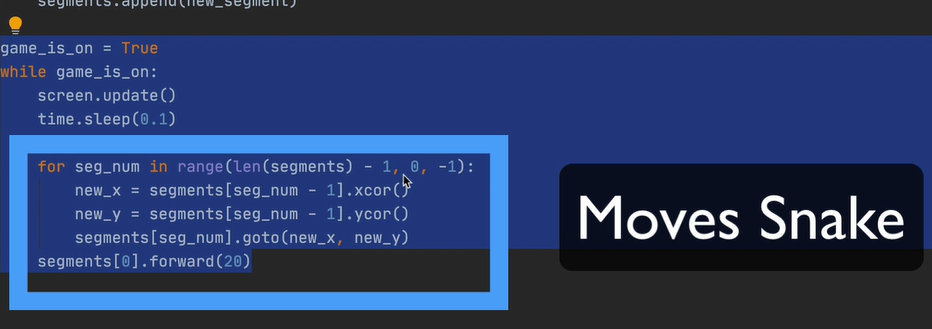 segments.append(new_segment)
game_is_on = True
while game_is_on:
    screen.update()
    time.sleep(0.1)
    for seg_num in range(len(segments) - 1, 0, -1):
        new_x = segments[seg_num - 1].xcor()
        new_y = segments[seg_num - 1].ycor()
        segments[seg_num].goto(new_x, new_y)
    segments[0].forward(20)
Moves Snake